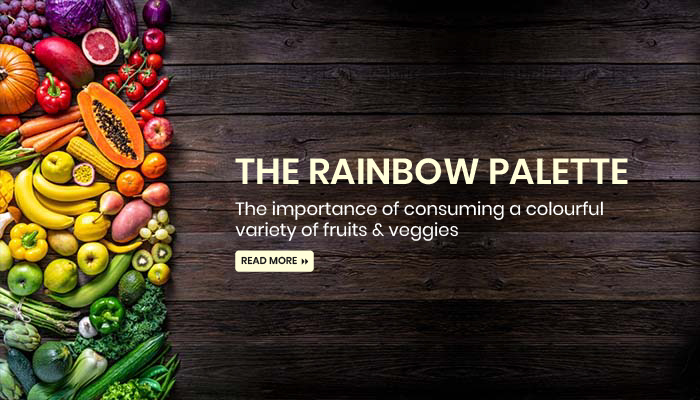 THE RAINBOW PALETTE
The importance of consuming a colourful
variety of fruits & veggies
READ MORE